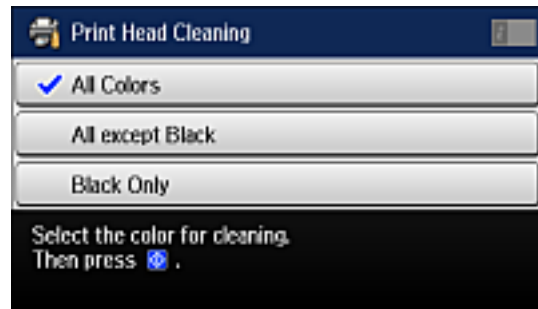 Print Head Cleaning
All Colors
All except Black
Black Only
Select the color for cleaning.
Then press .